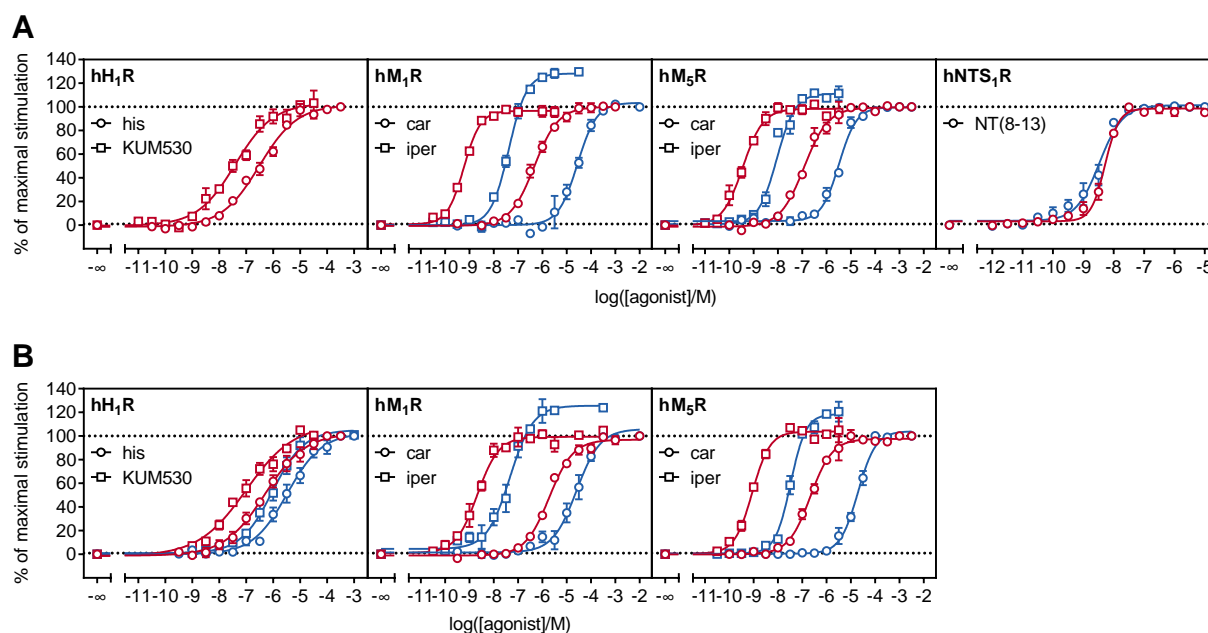 A
% of maximal stimulation
140
120
100
80
60
40
20
0
hH1R
his
KUM530
hM1R
car
iper
hM5R
car
iper
hNTS1R
NT(8-13)
-∞ -11 -10 -9 -8 -7 -6 -5 -4 -3
-∞ -11 -10 -9 -8 -7 -6 -5 -4 -3 -2
-∞ -11 -10 -9 -8 -7 -6 -5 -4 -3 -2
-∞ -12 -11 -10 -9 -8 -7 -6 -5
log([agonist]/M)
B
% of maximal stimulation
140
120
100
80
60
40
20
0
hH1R
his
KUM530
hM1R
car
iper
hM5R
car
iper
-∞ -11 -10 -9 -8 -7 -6 -5 -4 -3
-∞ -11 -10 -9 -8 -7 -6 -5 -4 -3 -2
-∞ -11 -10 -9 -8 -7 -6 -5 -4 -3 -2
log([agonist]/M)